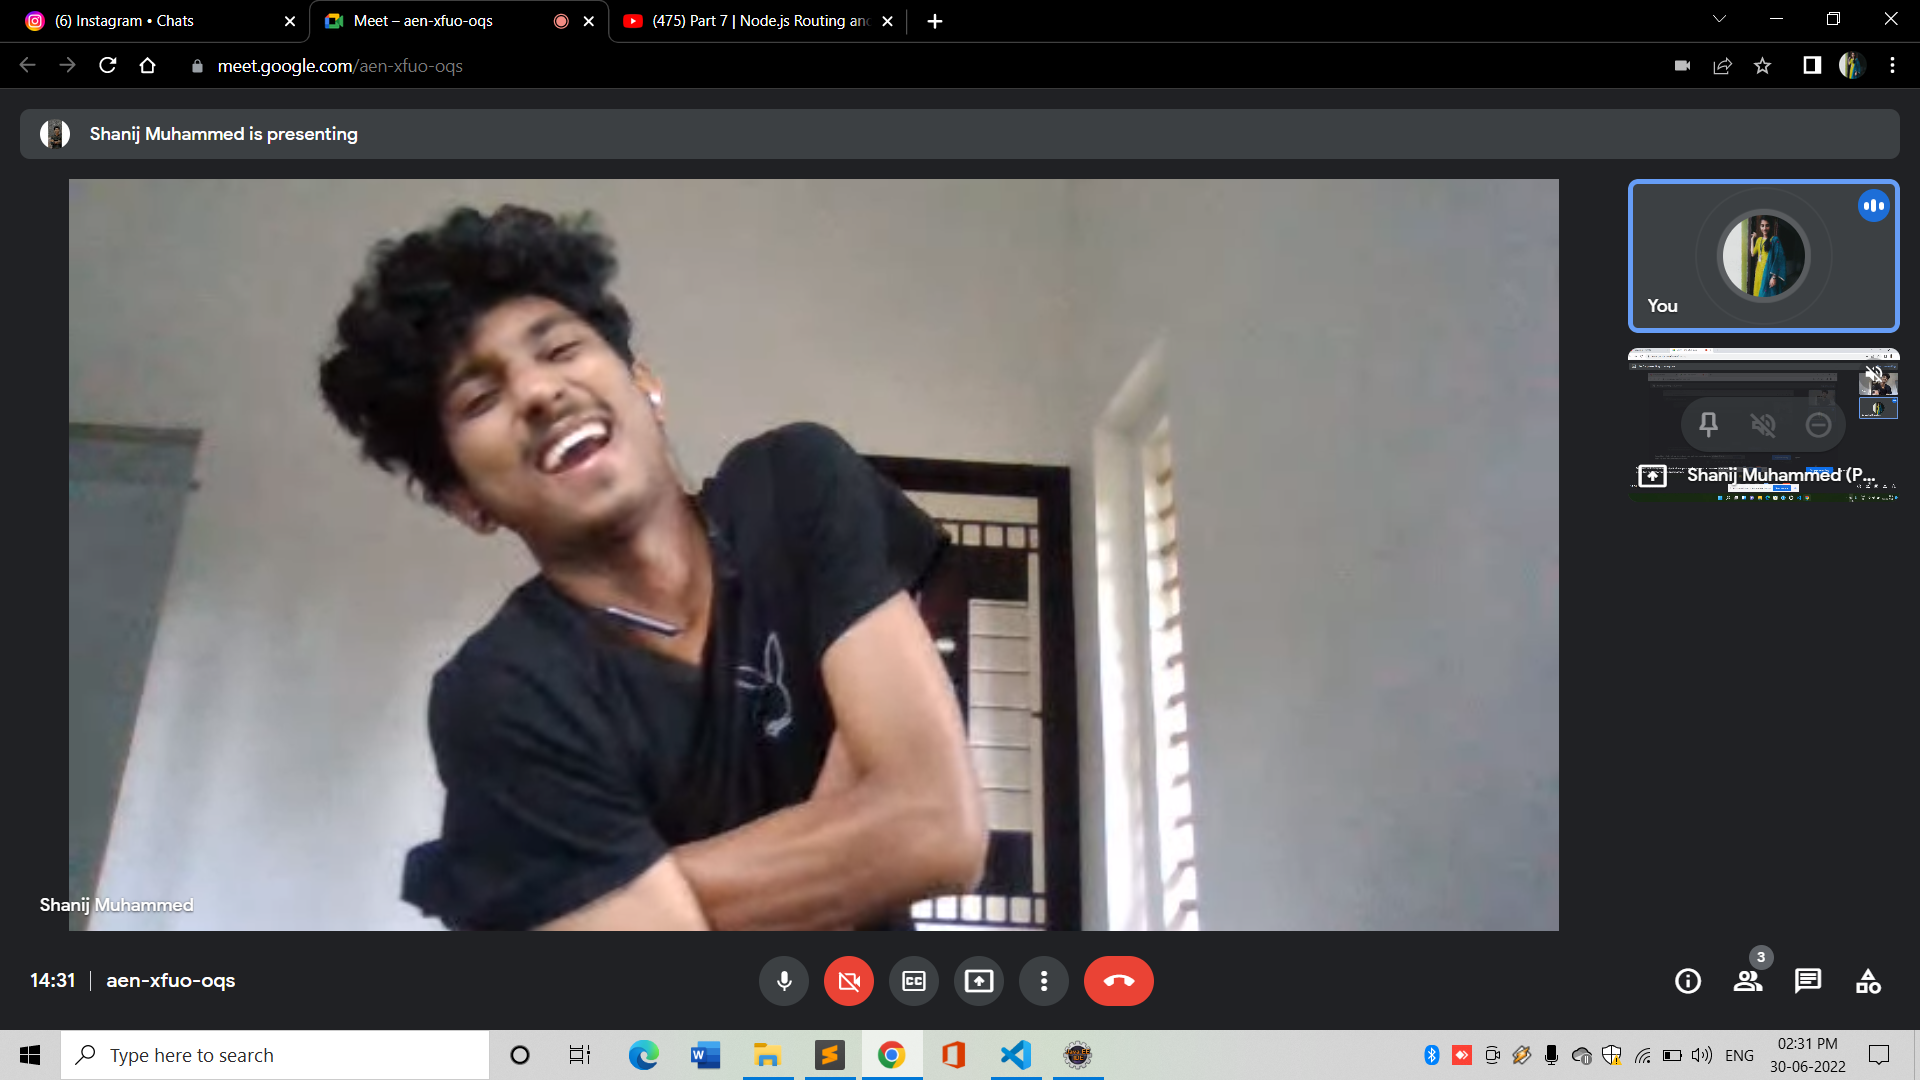 (6) Instagram • Chats
Meet – aen-xfuo-oqs
(475) Part 7 | Node.js Routing an
meet.google.com/aen-xfuo-oqs
Shanij Muhammed is presenting
You
Shanij Muhammed (P...
Shanij Muhammed
14:31 | aen-xfuo-oqs
3
Type here to search
ENG
02:31 PM
30-06-2022